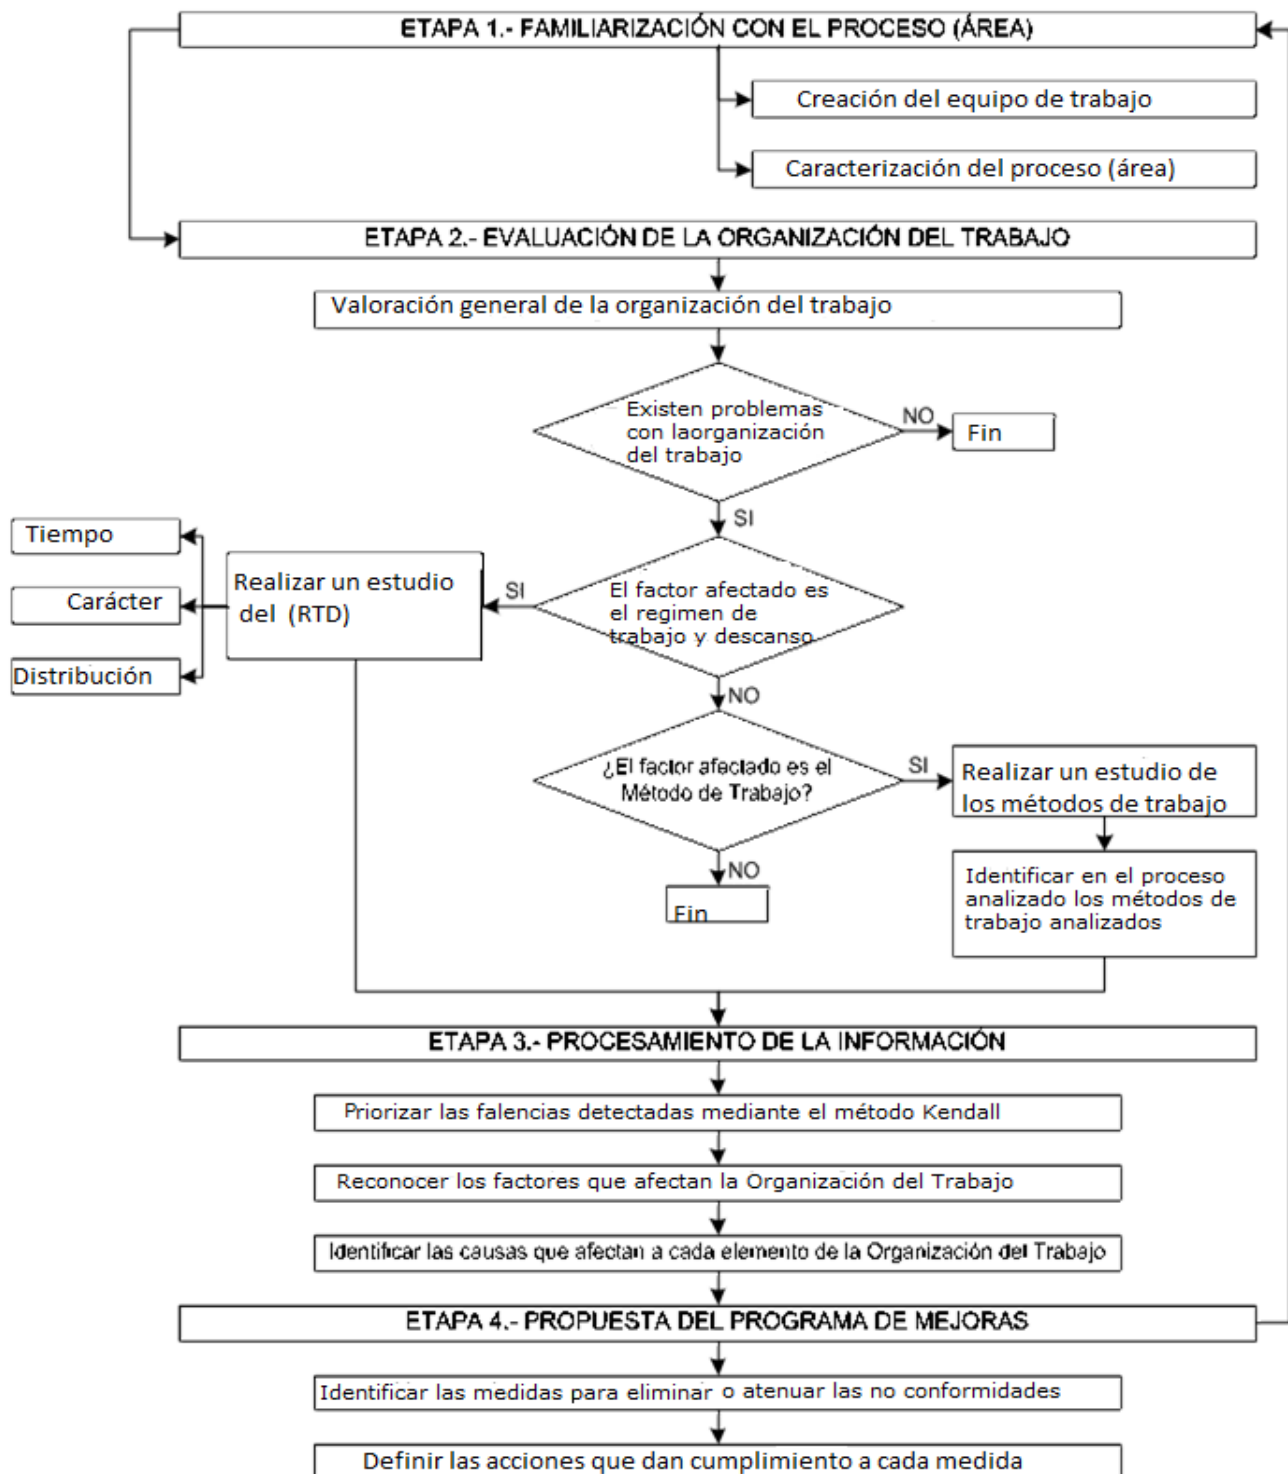 ETAPA 1.- FAMILIARIZACIÓN CON EL PROCESO (ÁREA)
Creación del equipo de trabajo
Caracterización del proceso (área)
ETAPA 2.- EVALUACIÓN DE LA ORGANIZACIÓN DEL TRABAJO
Valoración general de la organización del trabajo
Existen problemas
con laorganización
del trabajo
NO
Fin
SI
El factor afectado es
el regimen de
trabajo y descanso
SI
Realizar un estudio
del (RTD)
Tiempo
Carácter
Distribución
NO
¿El factor afectado es el
Método de Trabajo?
SI
Realizar un estudio de
los métodos de trabajo
Identificar en el proceso
analizado los métodos de
trabajo analizados
NO
Fin
ETAPA 3.- PROCESAMIENTO DE LA INFORMACIÓN
Priorizar las falencias detectadas mediante el método Kendall
Reconocer los factores que afectan la Organización del Trabajo
Identificar las causas que afectan a cada elemento de la Organización del Trabajo
ETAPA 4.- PROPUESTA DEL PROGRAMA DE MEJORAS
Identificar las medidas para eliminar o atenuar las no conformidades
Definir las acciones que dan cumplimiento a cada medida